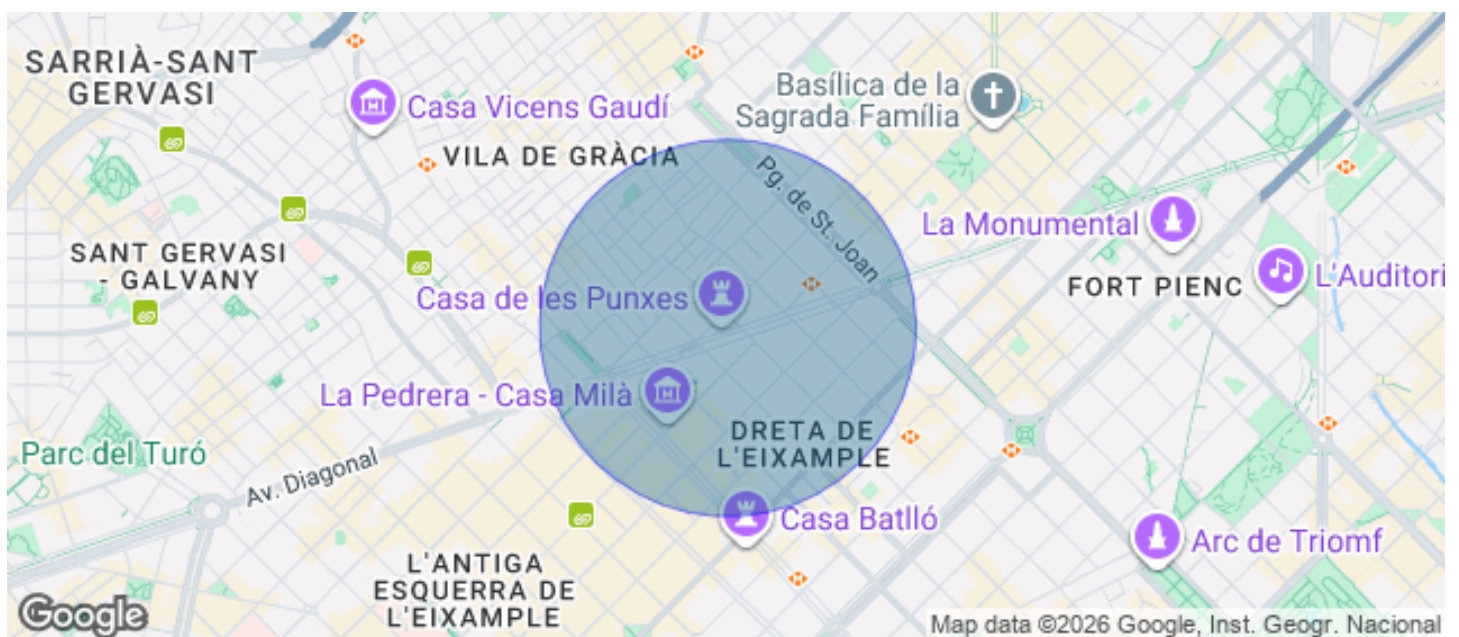 SARRIÀ-SANT
GERVASI
Casa Vicens Gaudí
Basílica de la
Sagrada Família
VILA DE GRÀCIA
Pg. de St. Joan
La Monumental
SANT GERVASI
- GALVANY
FORT PIENC
L'Auditori
Casa de les Punxes
La Pedrera - Casa Milà
DRETA DE
L'EIXAMPLE
Parc del Turó
Av. Diagonal
Casa Batlló
Arc de Triomf
L'ANTIGA
ESQUERRA DE
L'EIXAMPLE
Google
Map data ©2026 Google, Inst. Geogr. Nacional